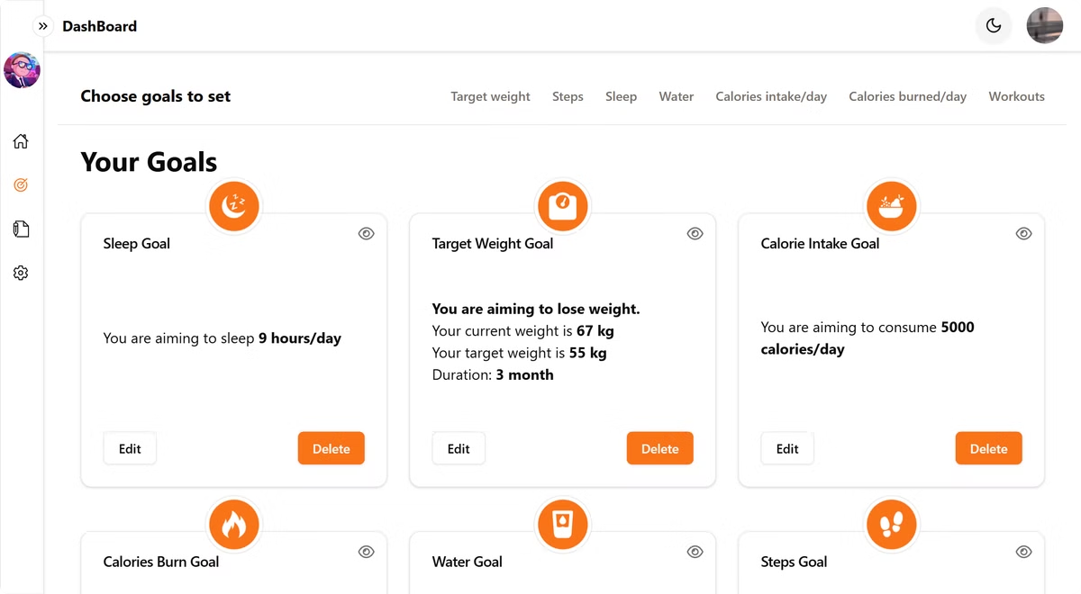 DashBoard
Choose goals to set
Target weight Steps Sleep Water Calories intake/day Calories burned/day Workouts
Your Goals
Sleep Goal
You are aiming to sleep 9 hours/day
Edit Delete
Target Weight Goal
You are aiming to lose weight.
Your current weight is 67 kg
Your target weight is 55 kg
Duration: 3 month
Edit Delete
Calorie Intake Goal
You are aiming to consume 5000
calories/day
Edit Delete
Calories Burn Goal
Water Goal
Steps Goal